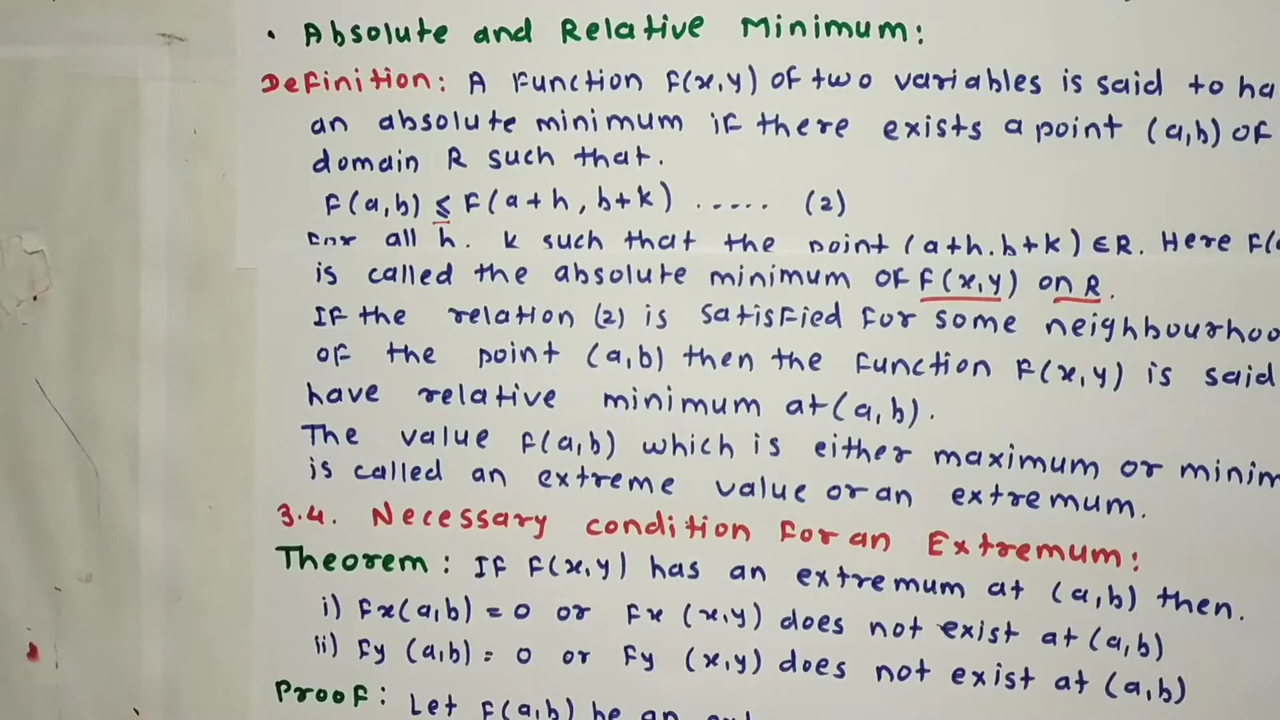 • Absolute and Relative Minimum:
Definition: A Function F(x,y) of two variables is said to ha
an absolute minimum if there exists a point (a,b) of
domain R such that.
F(a,b) ≤ F(a+h, b+k) ..... (2)
For all h. k such that the point (a+h.b+k) ∈R. Here F(
is called the absolute minimum of F(x,y) on R.
If the relation (2) is satisfied for some neighbourhoo
of the point (a,b) then the function F(x,y) is said
have relative minimum at (a,b).
The value F(a,b) which is either maximum or minim
is called an extreme value or an extremum.
3.4. Necessary condition for an Extremum:
Theorem: If F(x,y) has an extremum at (a,b) then.
i) Fx(a,b) = 0 or Fx (x,y) does not exist at (a,b)
ii) Fy (a,b) = 0 or Fy (x,y) does not exist at (a,b)
Proof: Let F(a,b) be an